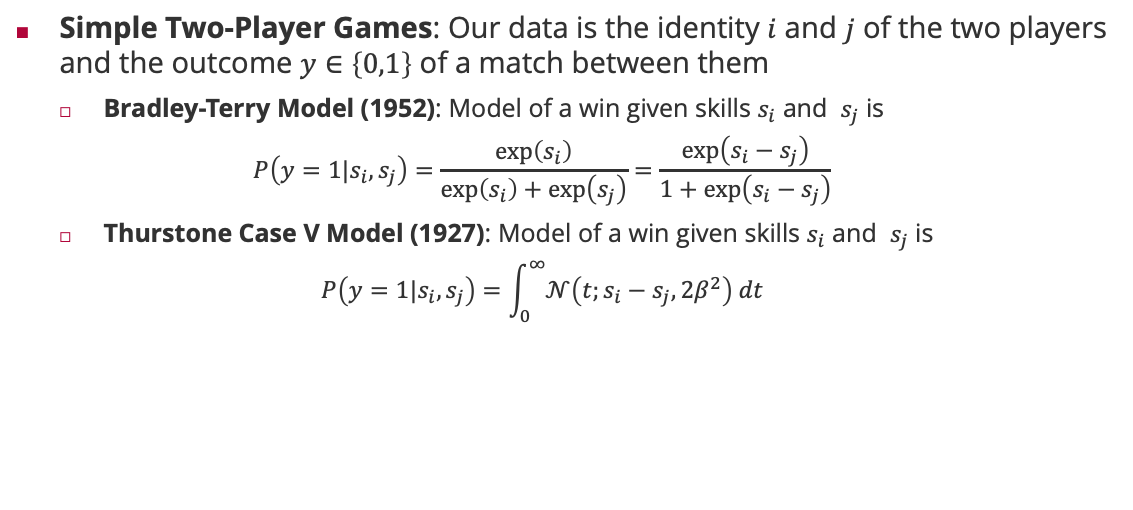 Simple Two-Player Games: Our data is the identity i and j of the two players
and the outcome y ∈ {0,1} of a match between them
Bradley-Terry Model (1952): Model of a win given skills sᵢ and sⱼ is
P(y = 1|sᵢ, sⱼ) = exp(sᵢ) / (exp(sᵢ) + exp(sⱼ)) = exp(sᵢ − sⱼ) / (1 + exp(sᵢ − sⱼ))
Thurstone Case V Model (1927): Model of a win given skills sᵢ and sⱼ is
P(y = 1|sᵢ, sⱼ) = ∫₀^∞ 𝒩(t; sᵢ − sⱼ, 2β²) dt